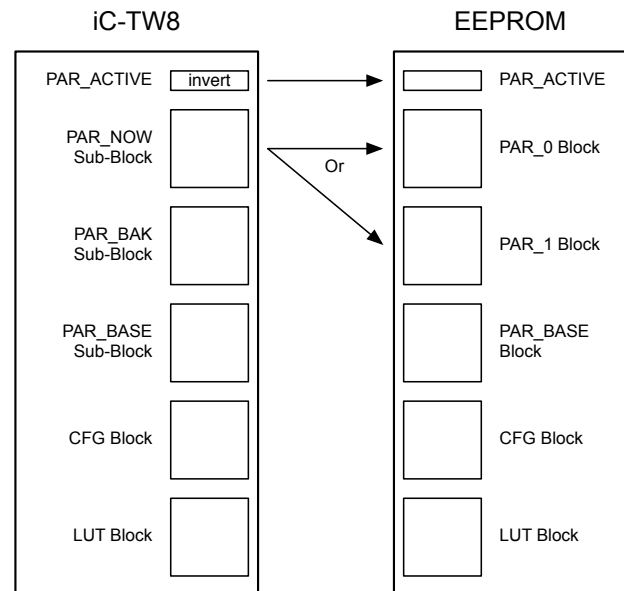 iC-TW8
EEPROM
PAR_ACTIVE
invert
PAR_ACTIVE
PAR_NOW
Sub-Block
Or
PAR_0 Block
PAR_BAK
Sub-Block
PAR_1 Block
PAR_BASE
Sub-Block
PAR_BASE
Block
CFG Block
CFG Block
LUT Block
LUT Block